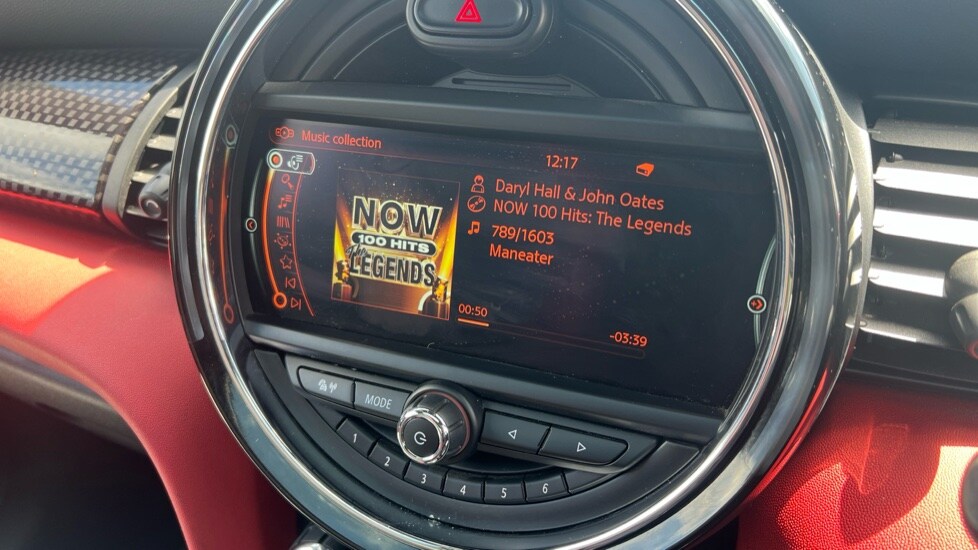 Music collection
12:17
Daryl Hall & John Oates
NOW 100 Hits: The Legends
789/1603
Maneater
NOW
100 HITS
The
LEGENDS
00:50
-03:39
MODE
1
2
3
4
5
6